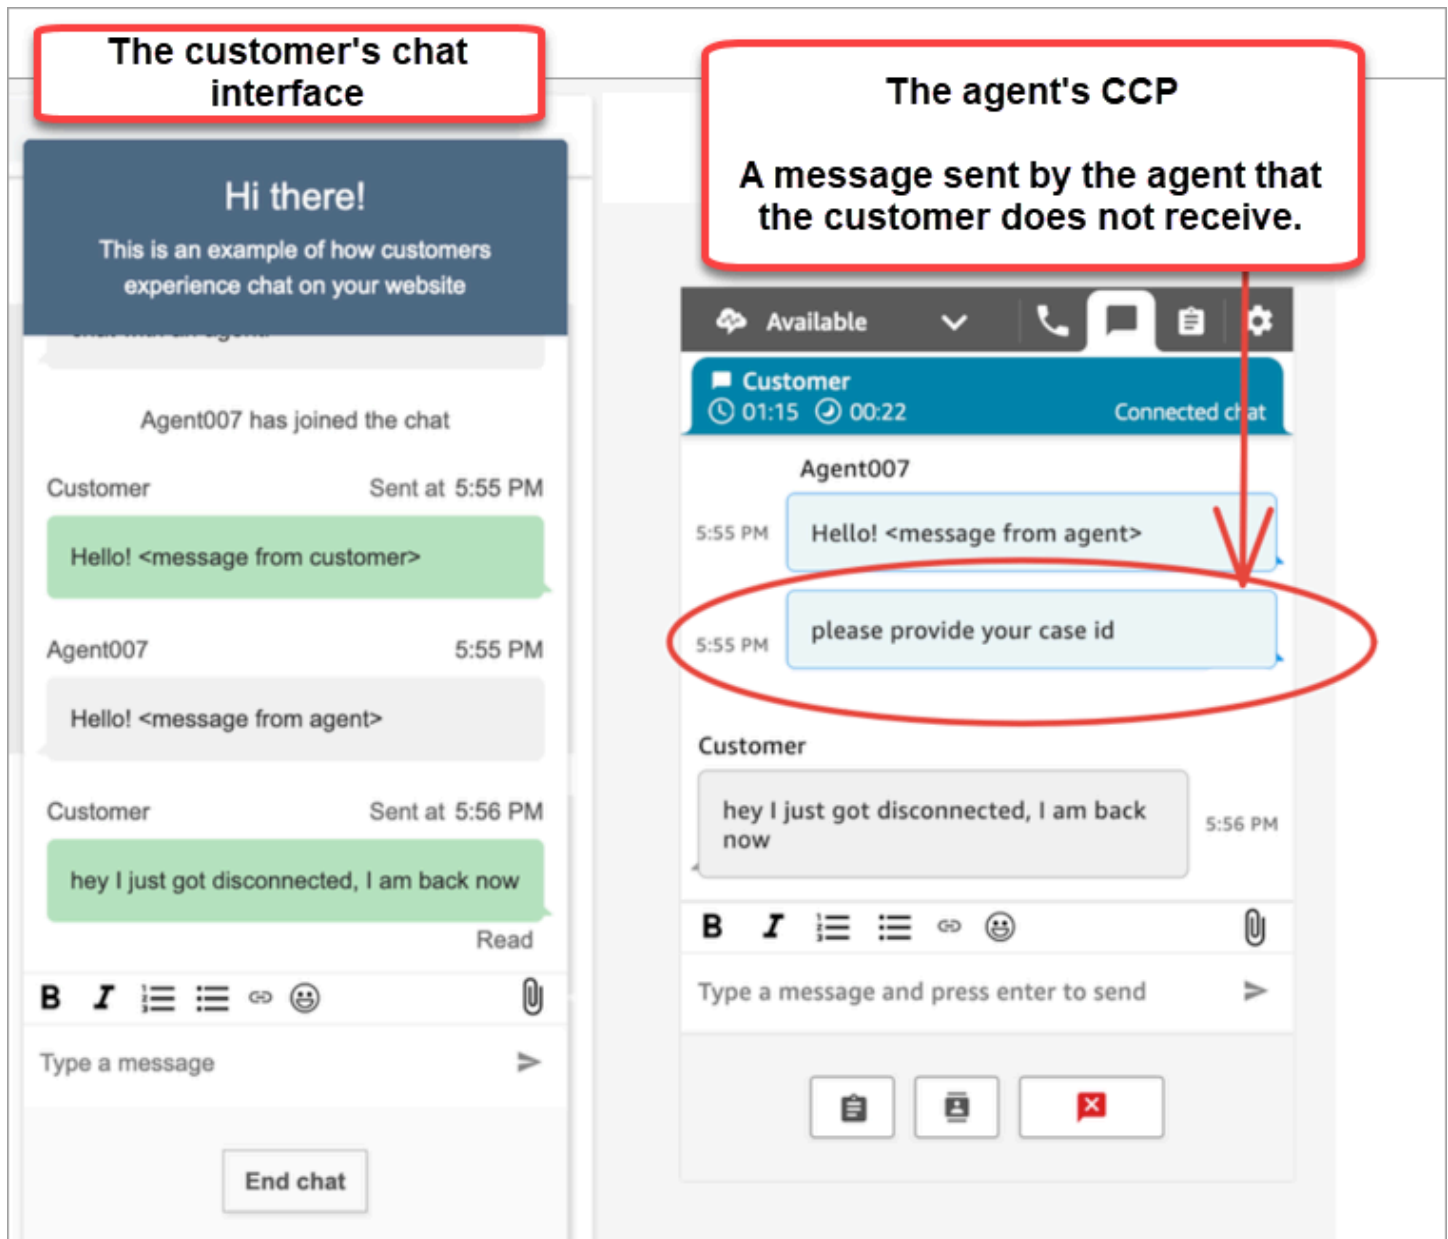 The customer's chat
interface
Hi there!
This is an example of how customers
experience chat on your website
Agent007 has joined the chat
Customer Sent at 5:55 PM
Hello! <message from customer>
Agent007 5:55 PM
Hello! <message from agent>
Customer Sent at 5:56 PM
hey I just got disconnected, I am back now
Read
B I
Type a message
End chat
The agent's CCP
A message sent by the agent that
the customer does not receive.
Available
Customer
01:15 00:22 Connected chat
Agent007
5:55 PM Hello! <message from agent>
5:55 PM please provide your case id
Customer
hey I just got disconnected, I am back
now
5:56 PM
B I
Type a message and press enter to send